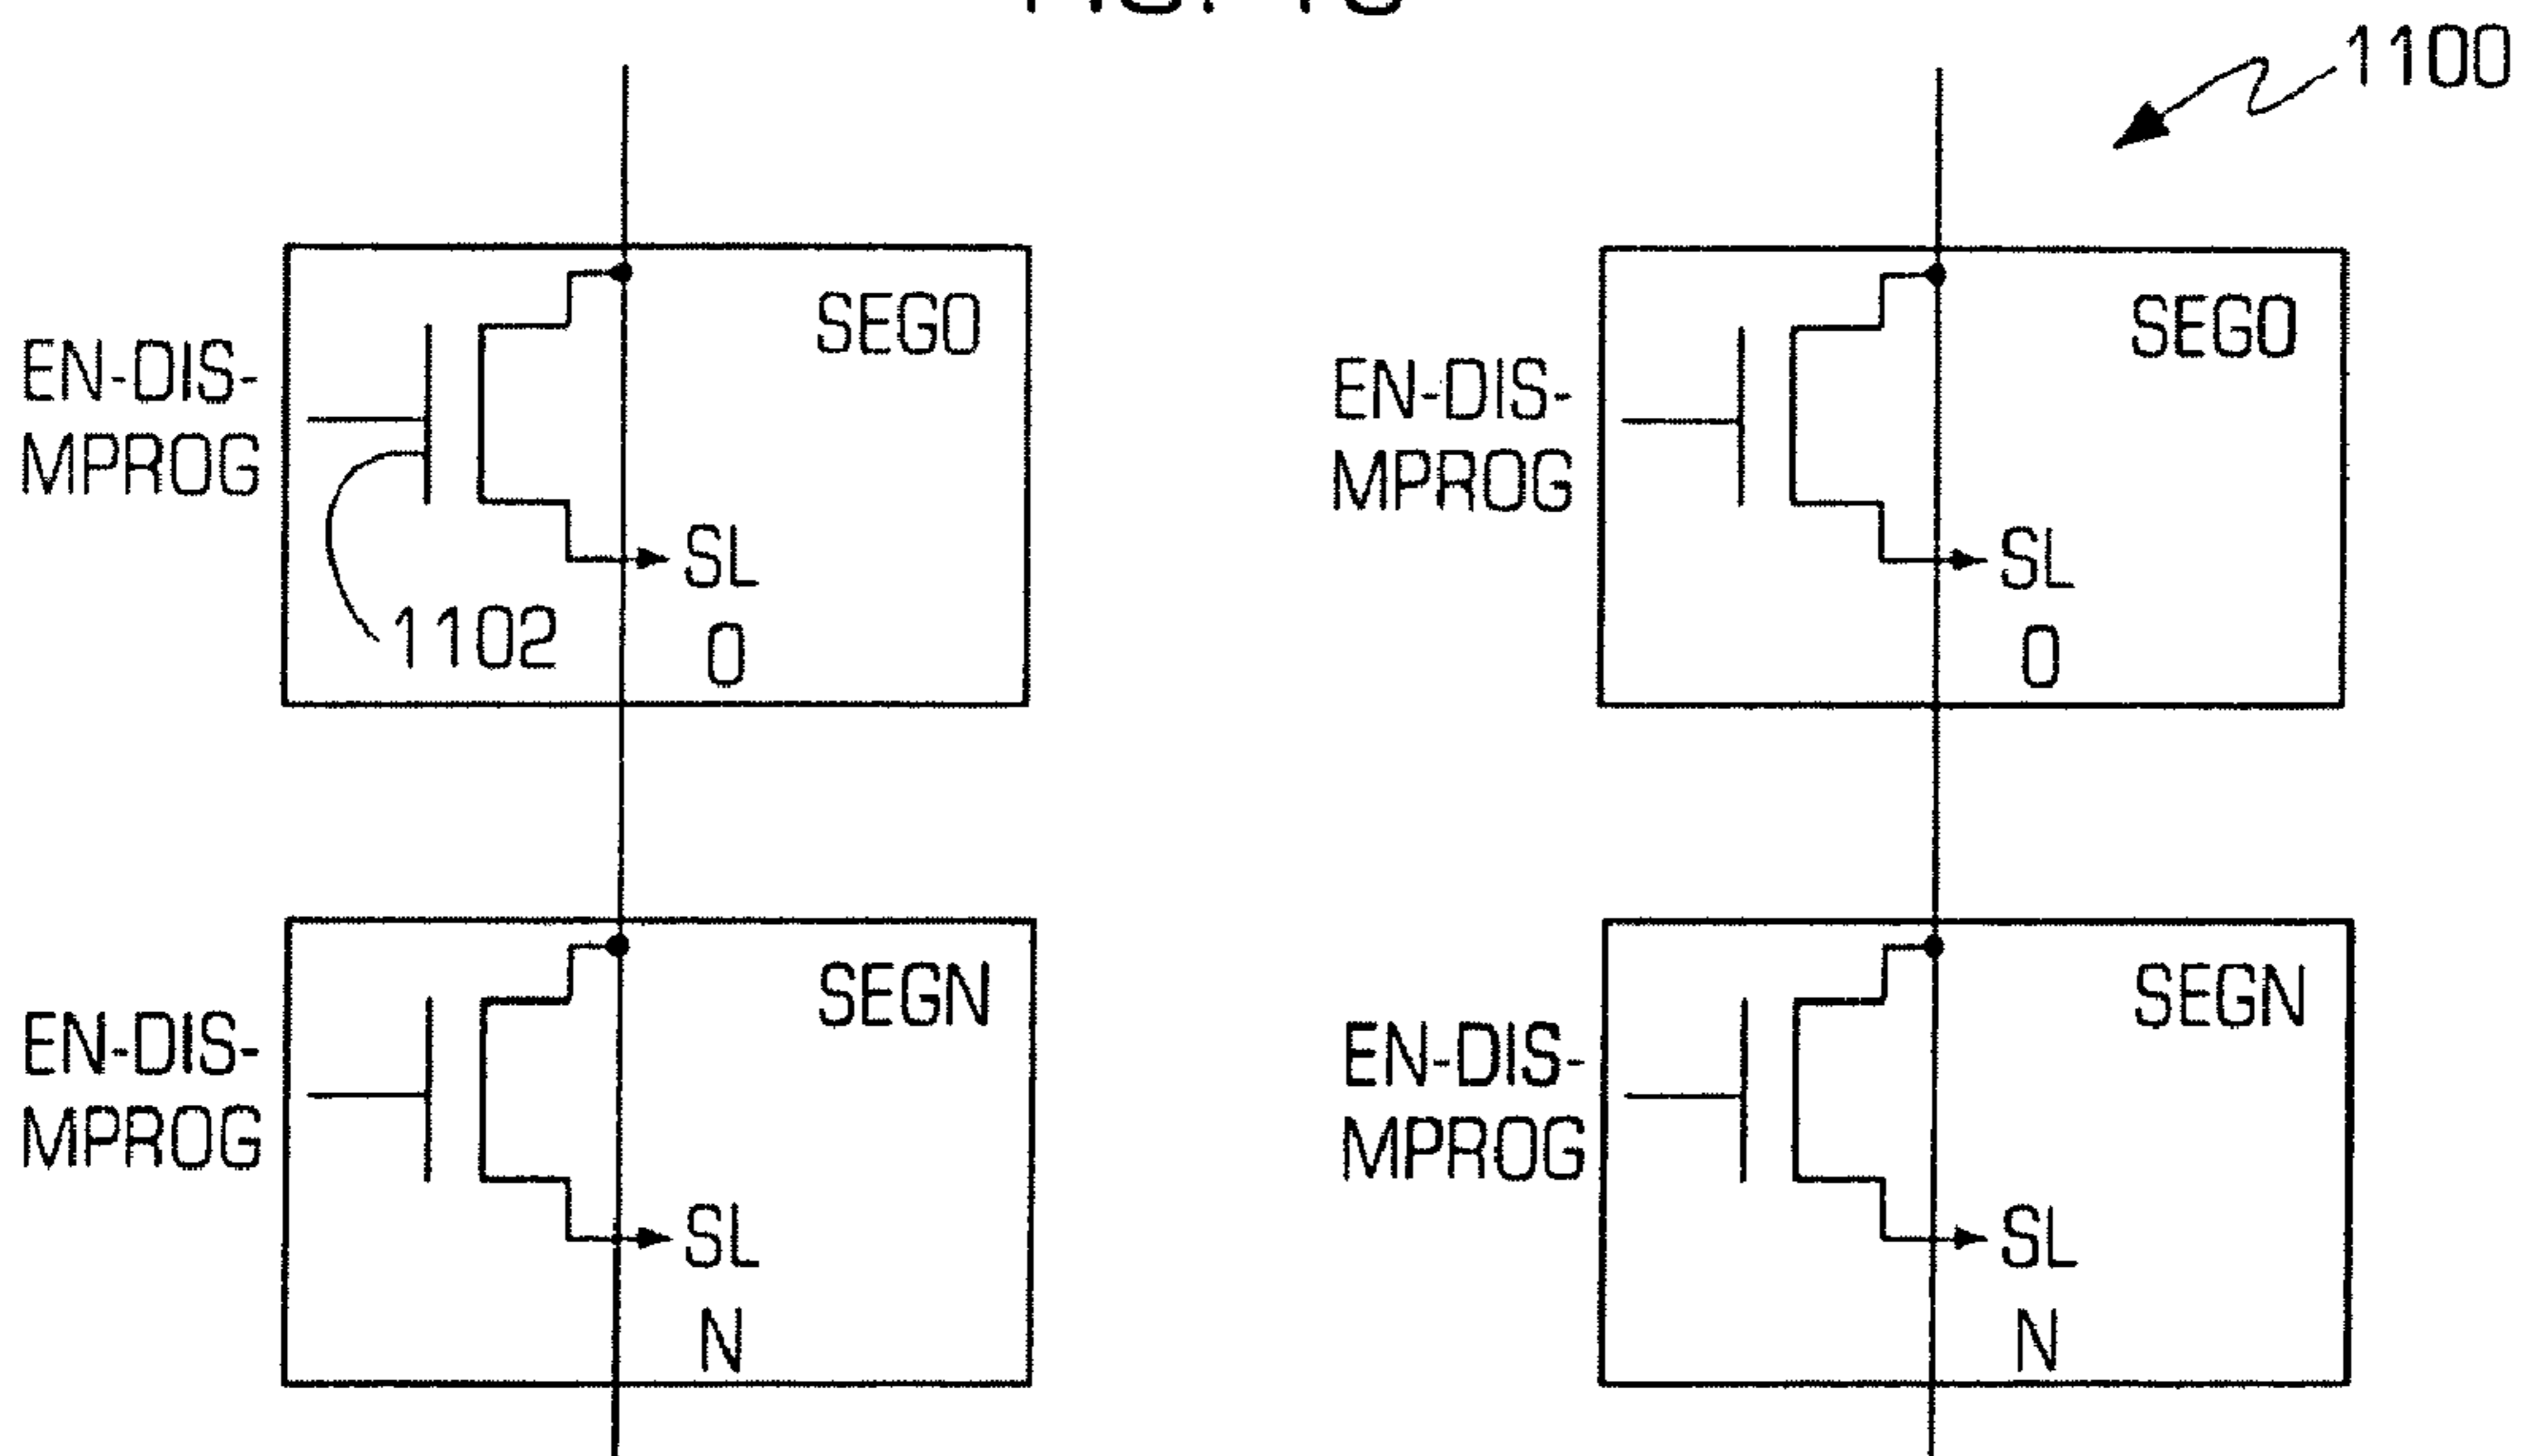 1100
SEG0
EN-DIS-
MPROG
SL
0
1102
SEG0
EN-DIS-
MPROG
SL
0
SEGN
EN-DIS-
MPROG
SL
N
SEGN
EN-DIS-
MPROG
SL
N